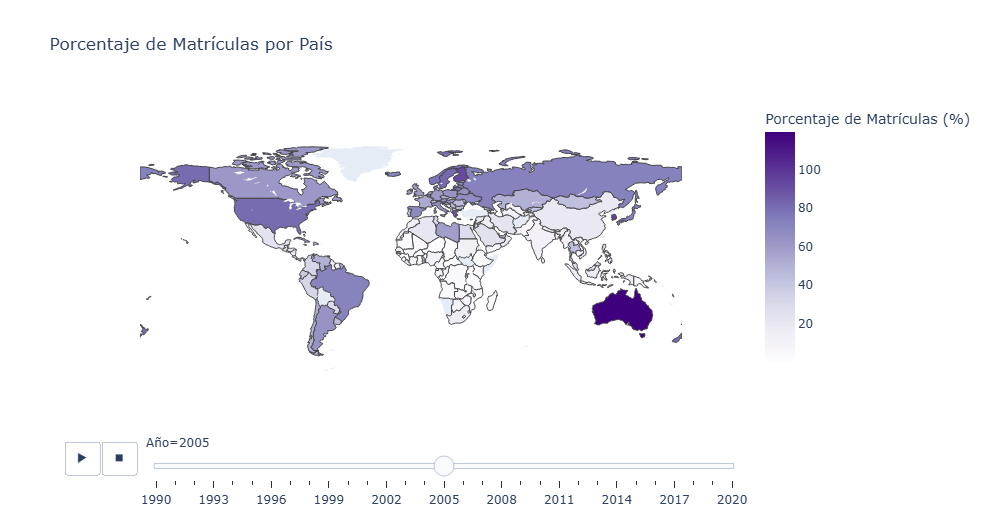 Porcentaje de Matrículas por País
Porcentaje de Matrículas (%)
100
80
60
40
20
Año=2005
1990 1993 1996 1999 2002 2005 2008 2011 2014 2017 2020